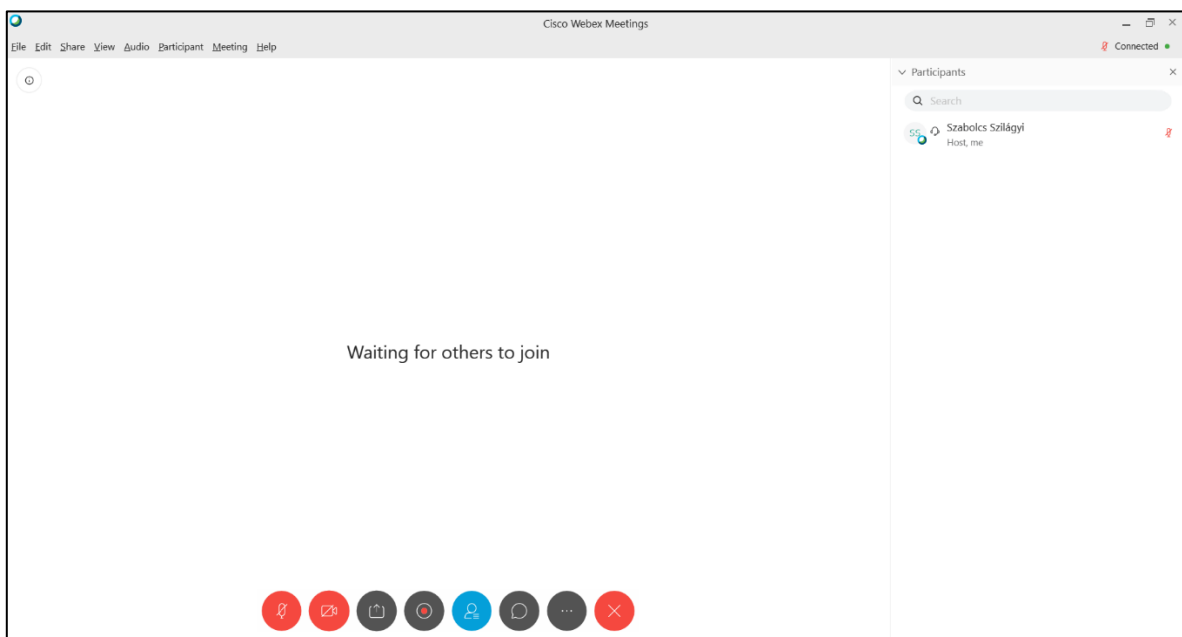 Cisco Webex Meetings
File Edit Share View Audio Participant Meeting Help
Connected
Participants
Search
SS
Szabolcs Szilágyi
Host, me
Waiting for others to join